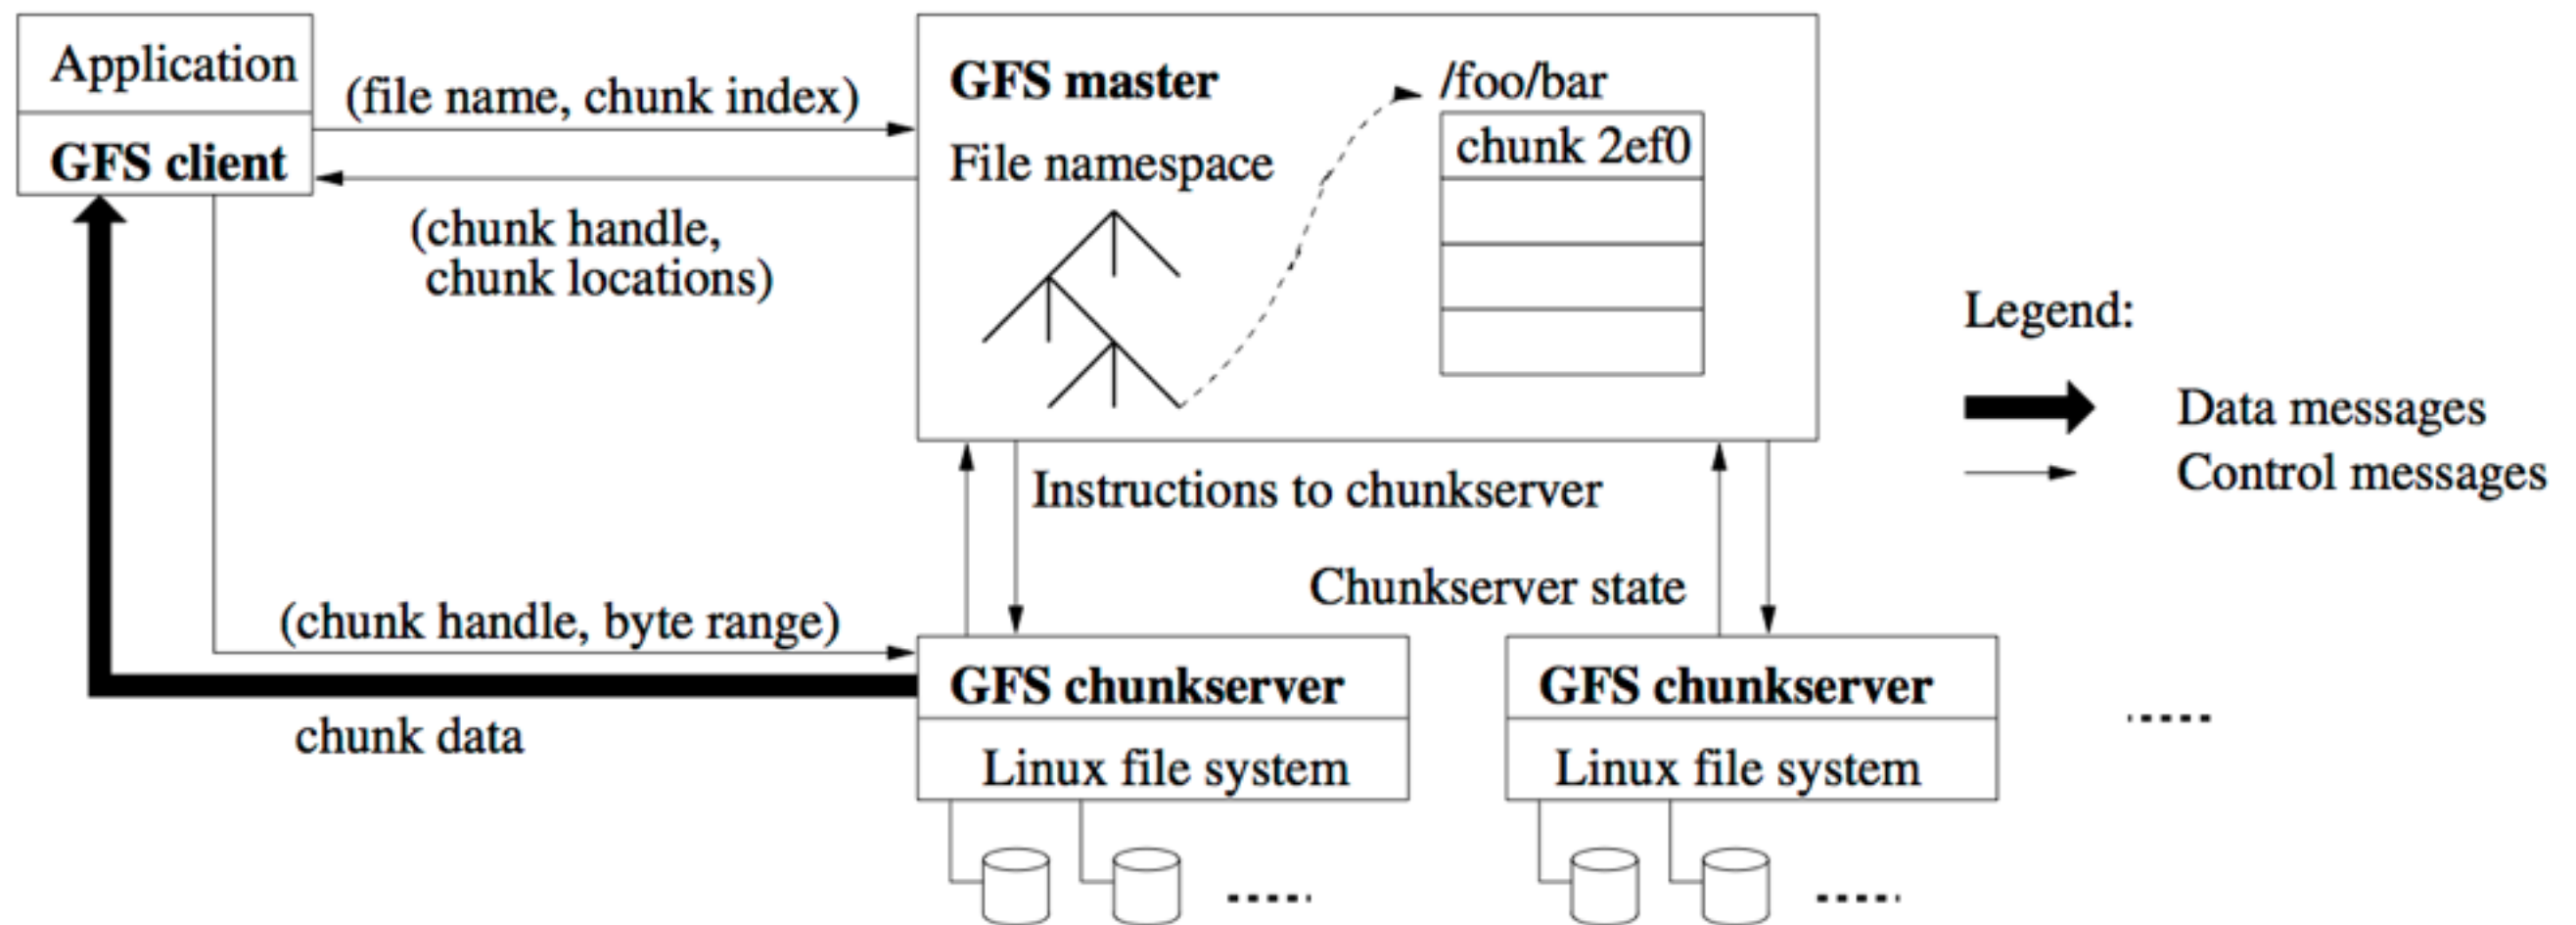 Application
GFS client
(file name, chunk index)
(chunk handle,
chunk locations)
GFS master
File namespace
/foo/bar
chunk 2ef0
Legend:
Data messages
Control messages
Instructions to chunkserver
Chunkserver state
(chunk handle, byte range)
chunk data
GFS chunkserver
Linux file system
GFS chunkserver
Linux file system